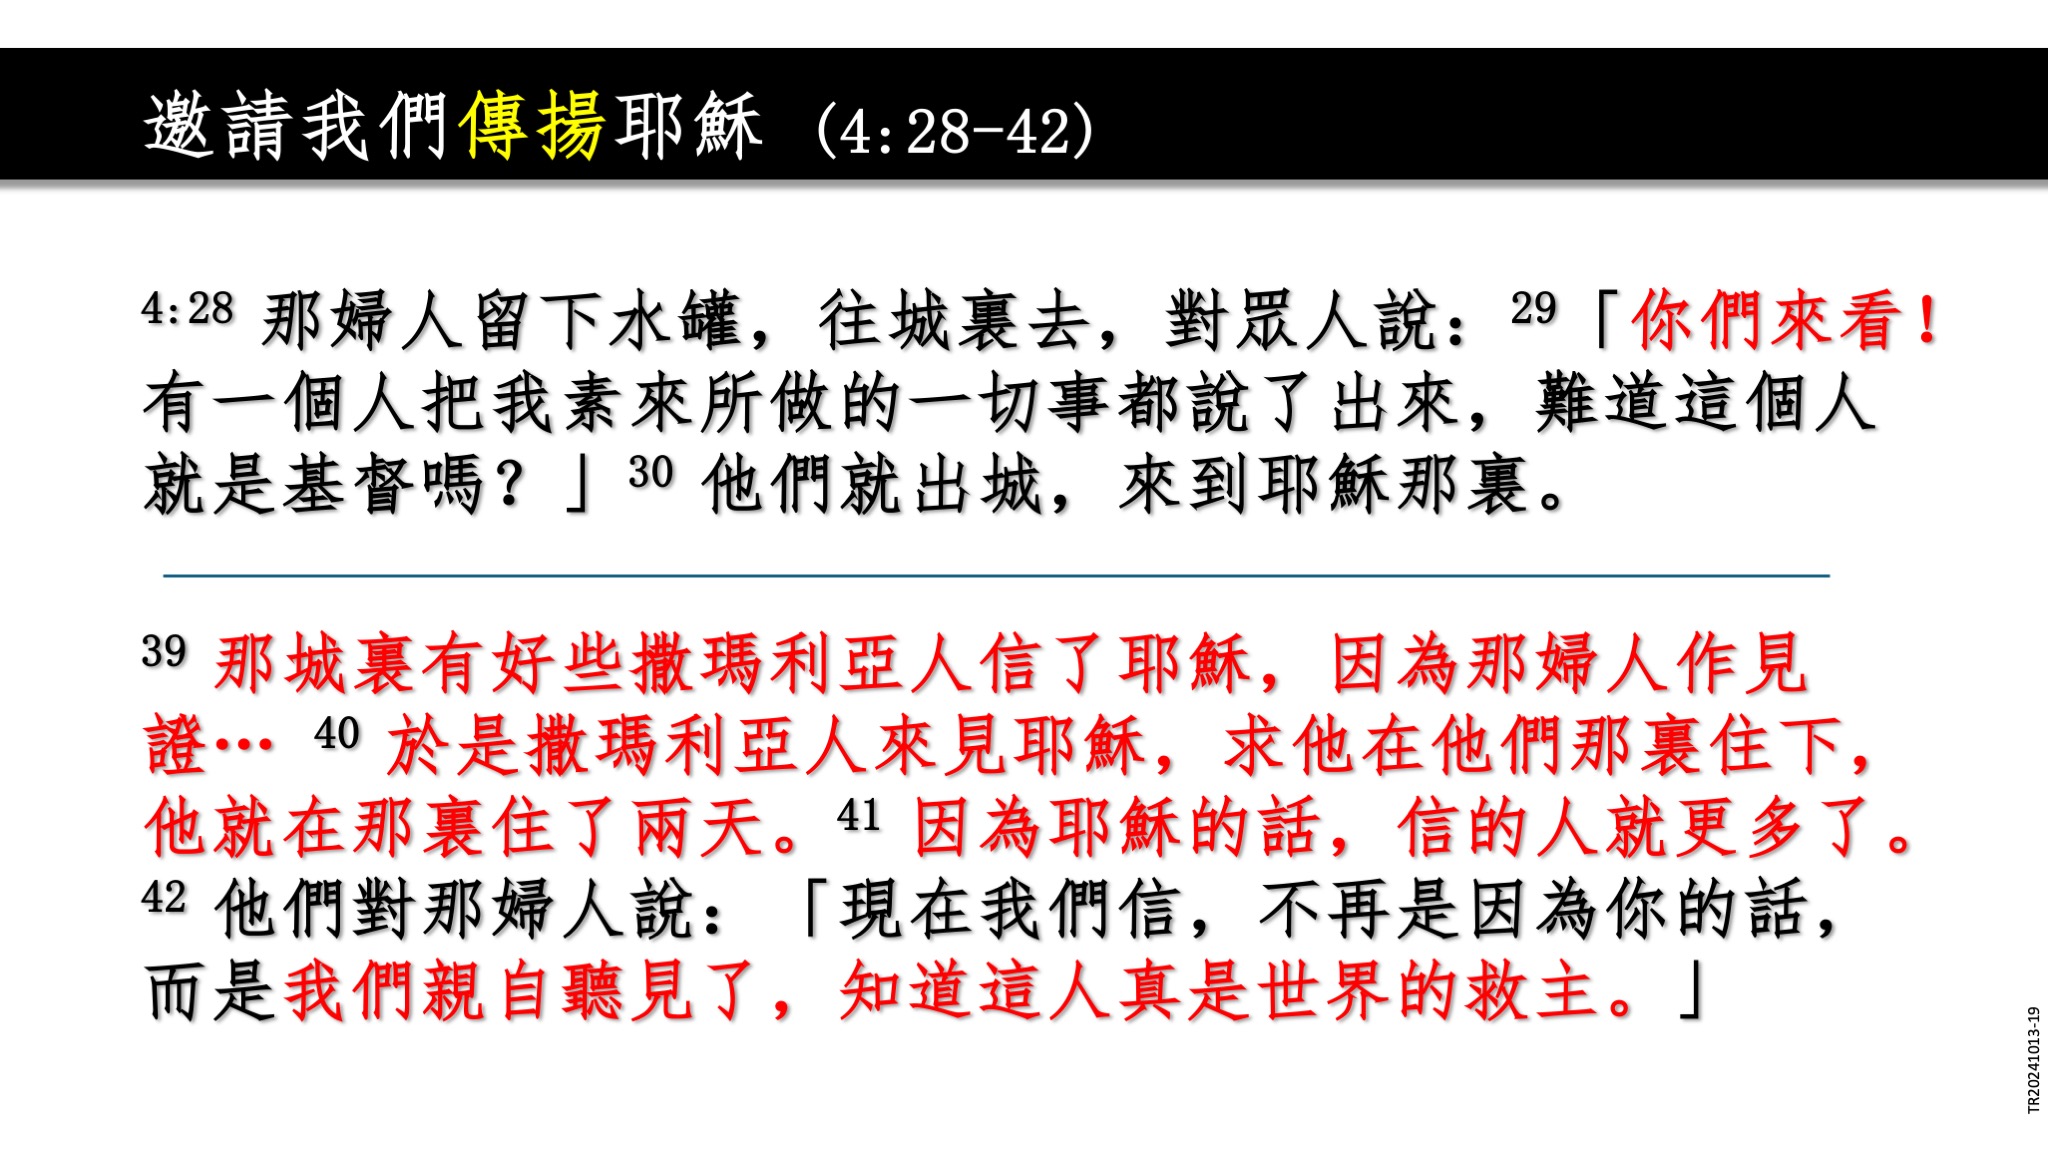 邀請我們傳揚耶穌 (4:28-42)
4:28 那婦人留下水罐，往城裏去，對眾人說：29「你們來看！
有一個人把我素來所做的一切事都說了出來，難道這個人
就是基督嗎？」30 他們就出城，來到耶穌那裏。
39 那城裏有好些撒瑪利亞人信了耶穌，因為那婦人作見
證… 40 於是撒瑪利亞人來見耶穌，求他在他們那裏住下，
他就在那裏住了兩天。41 因為耶穌的話，信的人就更多了。
42 他們對那婦人說：「現在我們信，不再是因為你的話，
而是我們親自聽見了，知道這人真是世界的救主。」
TR20241013-19